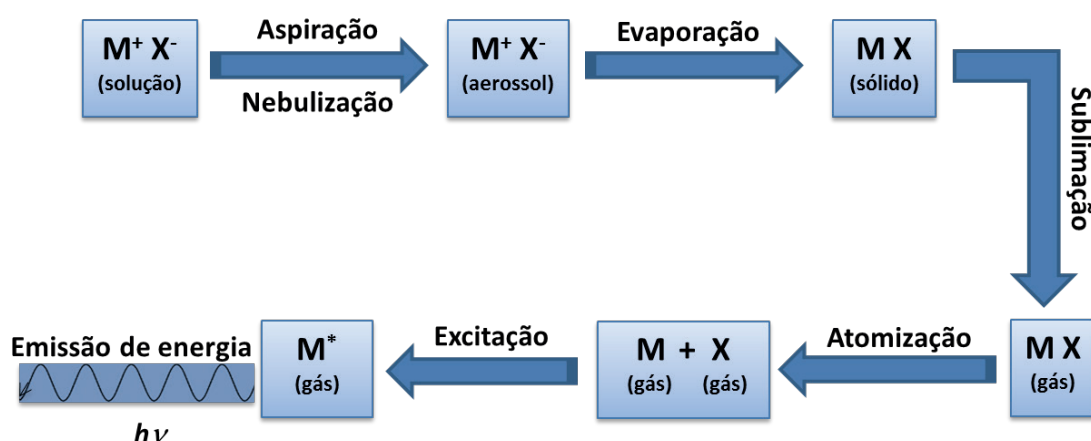 M⁺ X⁻
(solução)
Aspiração
Nebulização
M⁺ X⁻
(aerossol)
Evaporação
M X
(sólido)
Sublimação
M X
(gás)
Atomização
M + X
(gás) (gás)
Excitação
M*
(gás)
Emissão de energia
hν